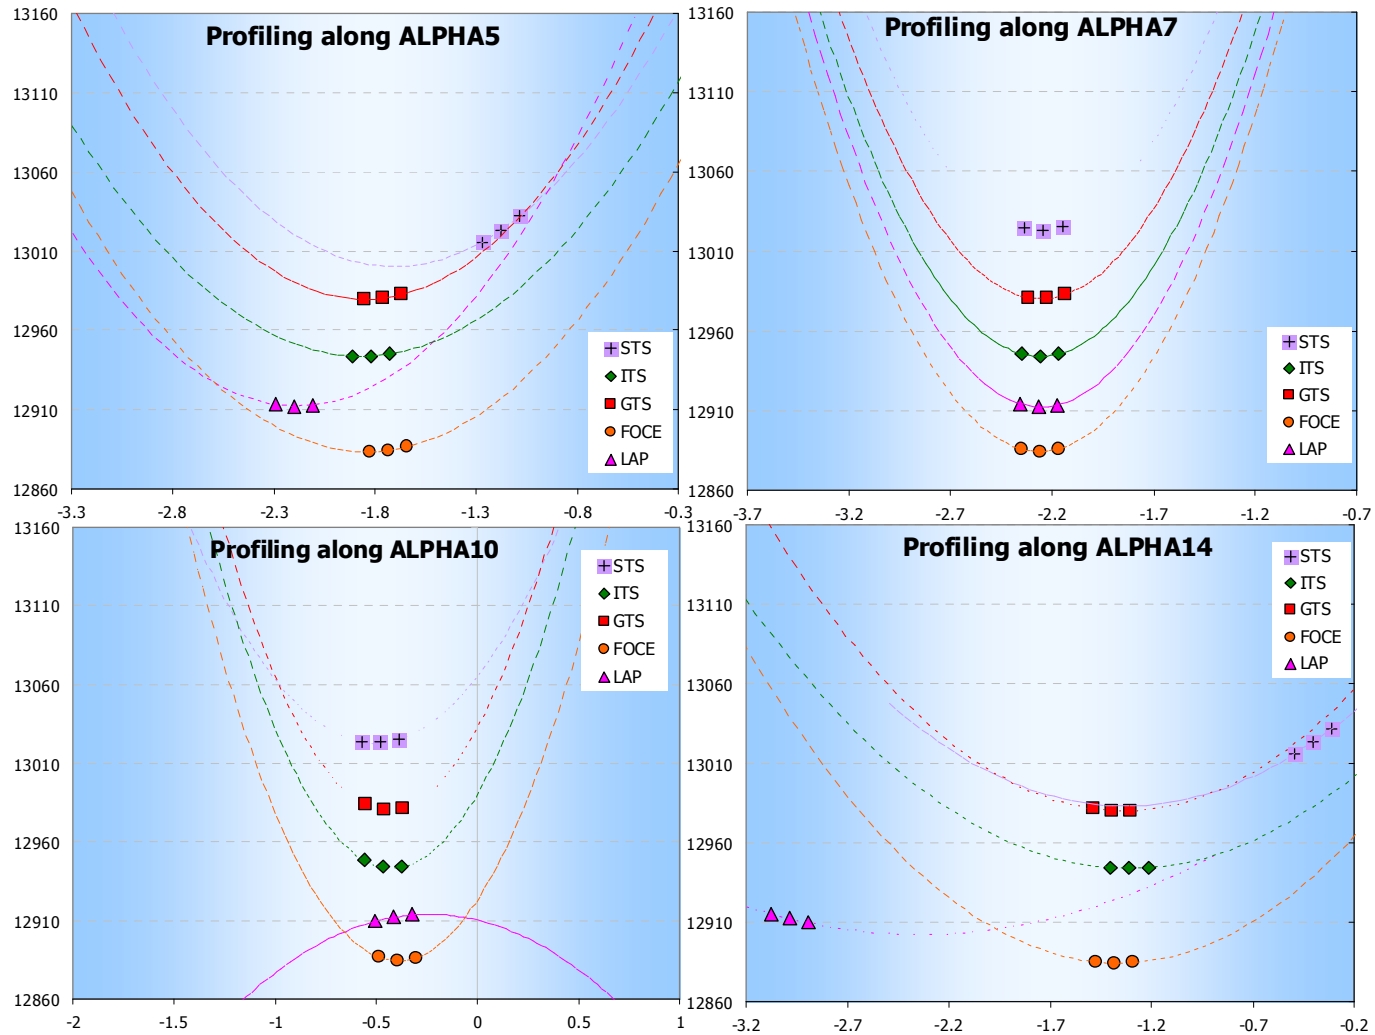 Profiling along ALPHA5
13160
13110
13060
13010
12960
12910
12860
-3.3 -2.8 -2.3 -1.8 -1.3 -0.8 -0.3
STS
ITS
GTS
FOCE
LAP
Profiling along ALPHA7
13160
13110
13060
13010
12960
12910
12860
-3.7 -3.2 -2.7 -2.2 -1.7 -1.2 -0.7
STS
ITS
GTS
FOCE
LAP
Profiling along ALPHA10
13160
13110
13060
13010
12960
12910
12860
-2 -1.5 -1 -0.5 0 0.5 1
STS
ITS
GTS
FOCE
LAP
Profiling along ALPHA14
13160
13110
13060
13010
12960
12910
12860
-3.2 -2.7 -2.2 -1.7 -1.2 -0.7 -0.2
STS
ITS
GTS
FOCE
LAP